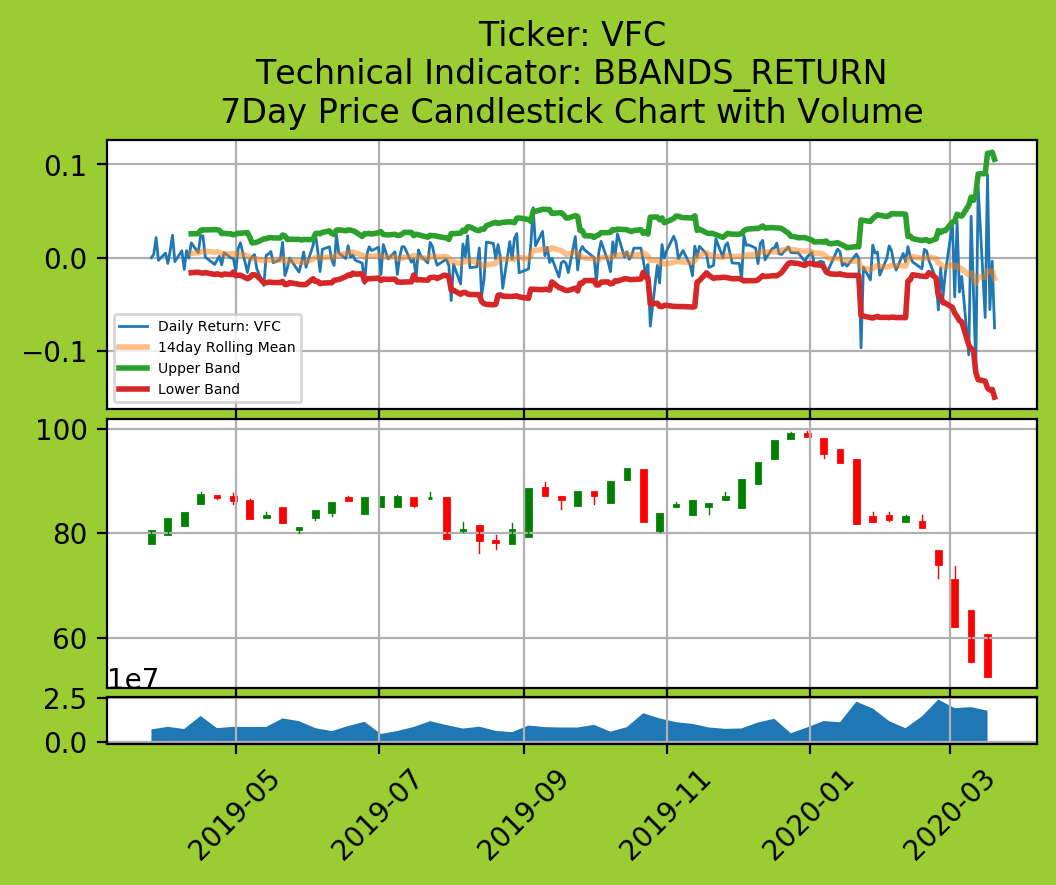 Ticker: VFC
Technical Indicator: BBANDS_RETURN
7Day Price Candlestick Chart with Volume
0.1
0.0
−0.1
Daily Return: VFC
14day Rolling Mean
Upper Band
Lower Band
100
80
60
1e7
2.5
0.0
2019-05
2019-07
2019-09
2019-11
2020-01
2020-03